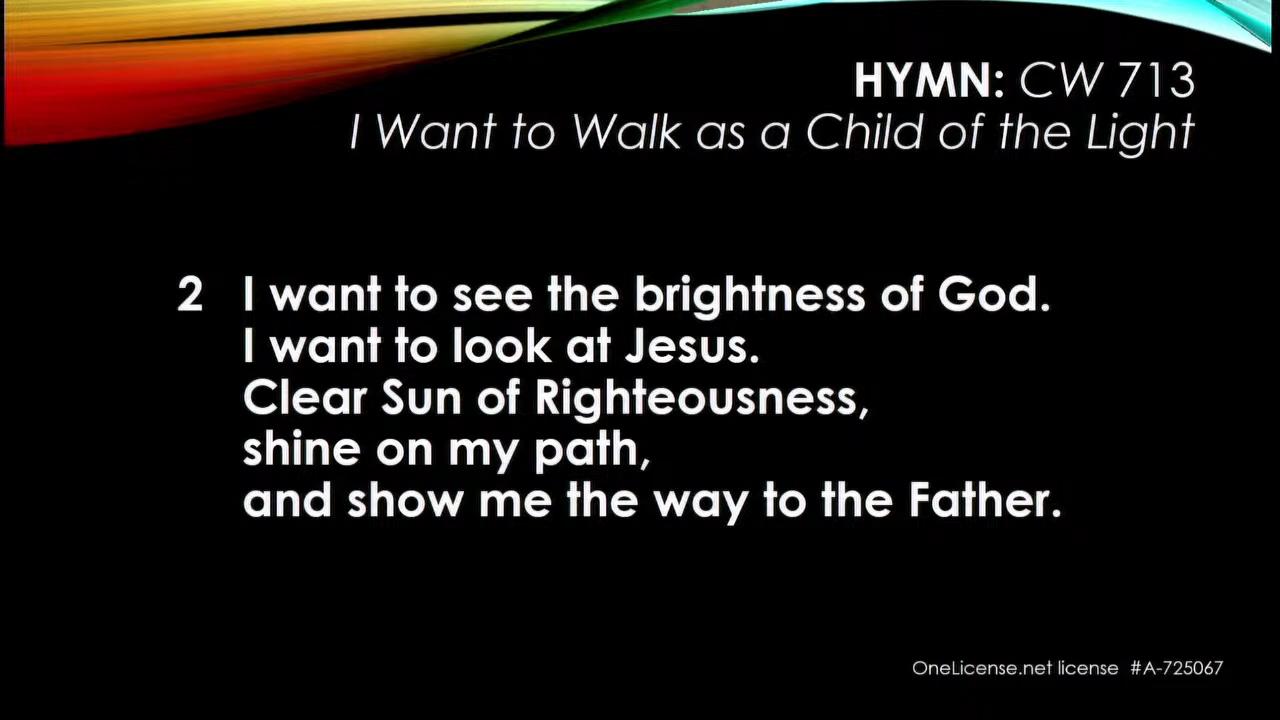 HYMN: CW 713
I Want to Walk as a Child of the Light
2 I want to see the brightness of God.
I want to look at Jesus.
Clear Sun of Righteousness,
shine on my path,
and show me the way to the Father.
OneLicense.net license #A-725067